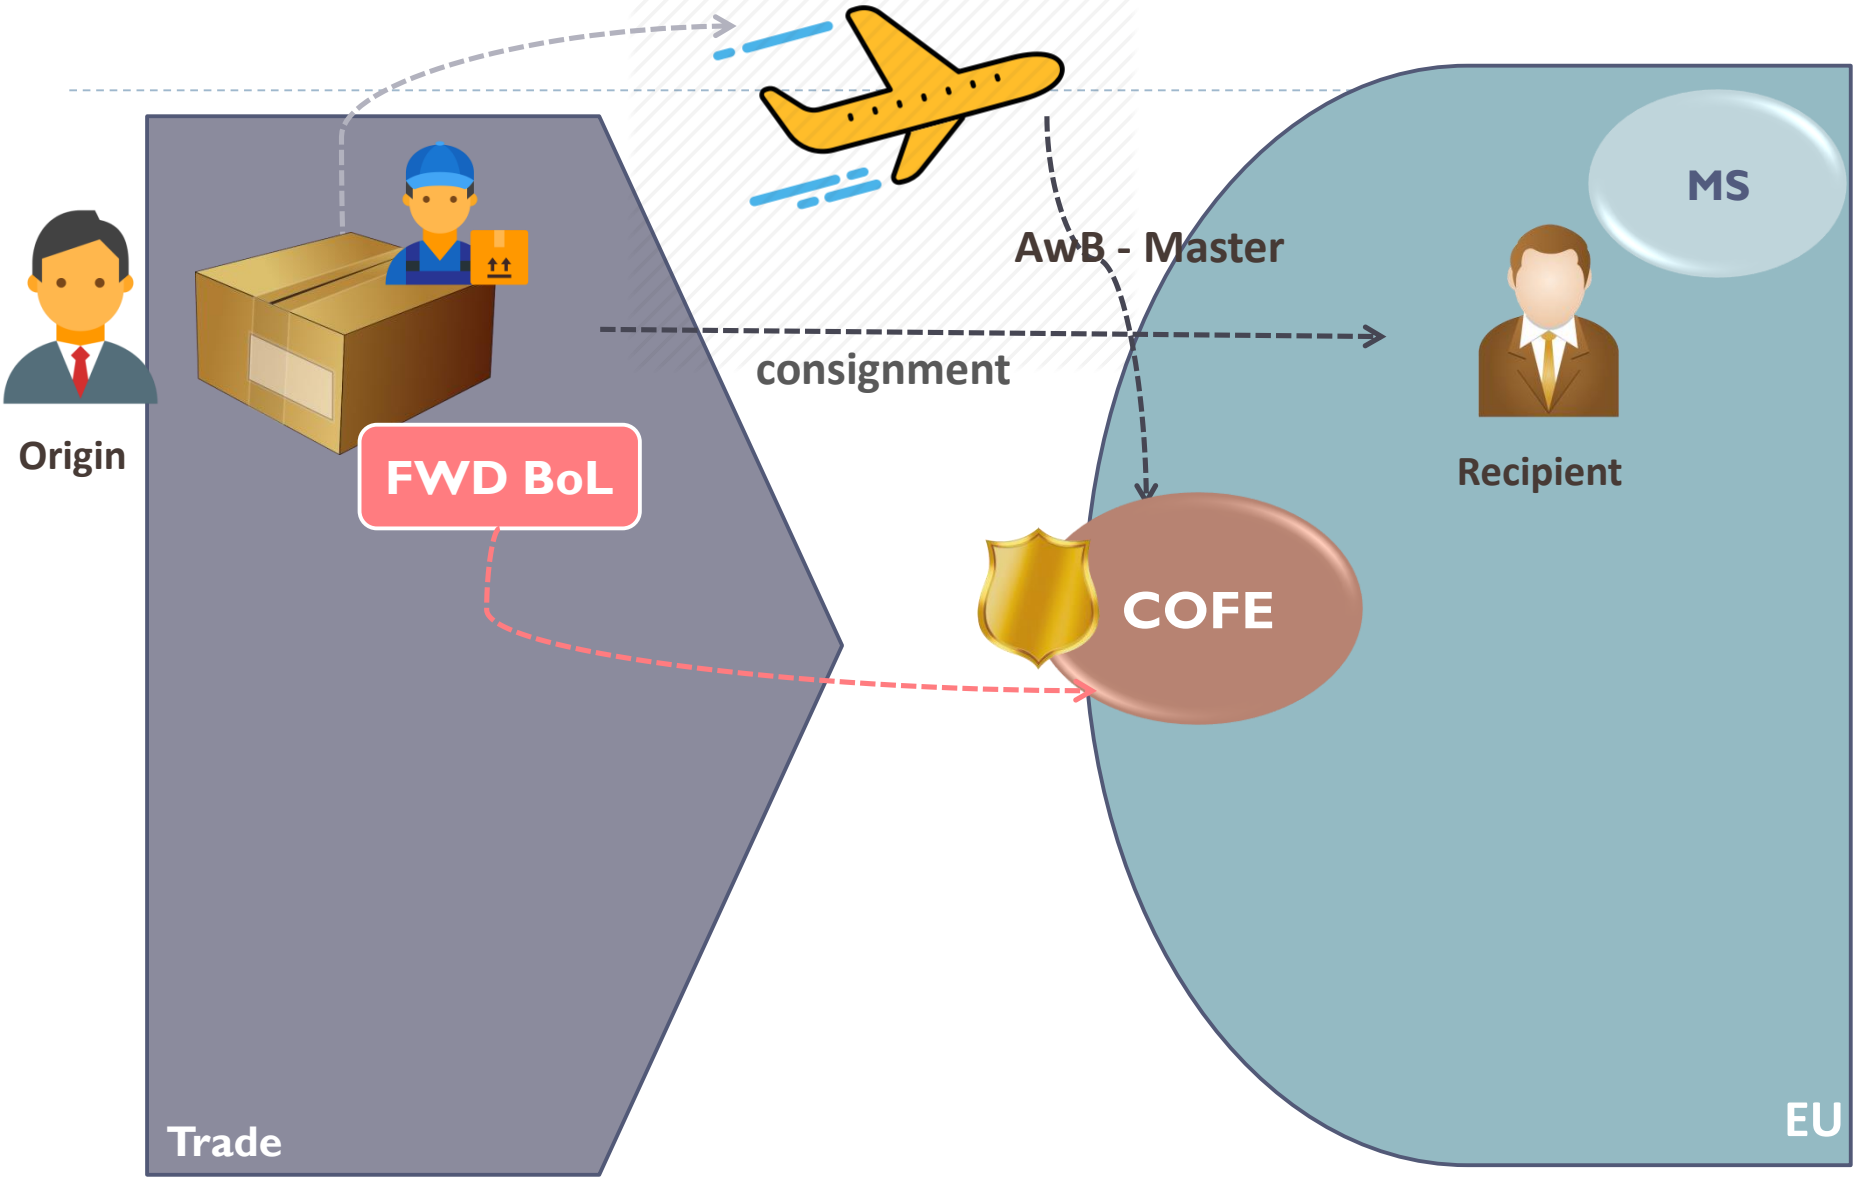 MS
AwB - Master
consignment
Origin
FWD BoL
Recipient
COFE
Trade
EU